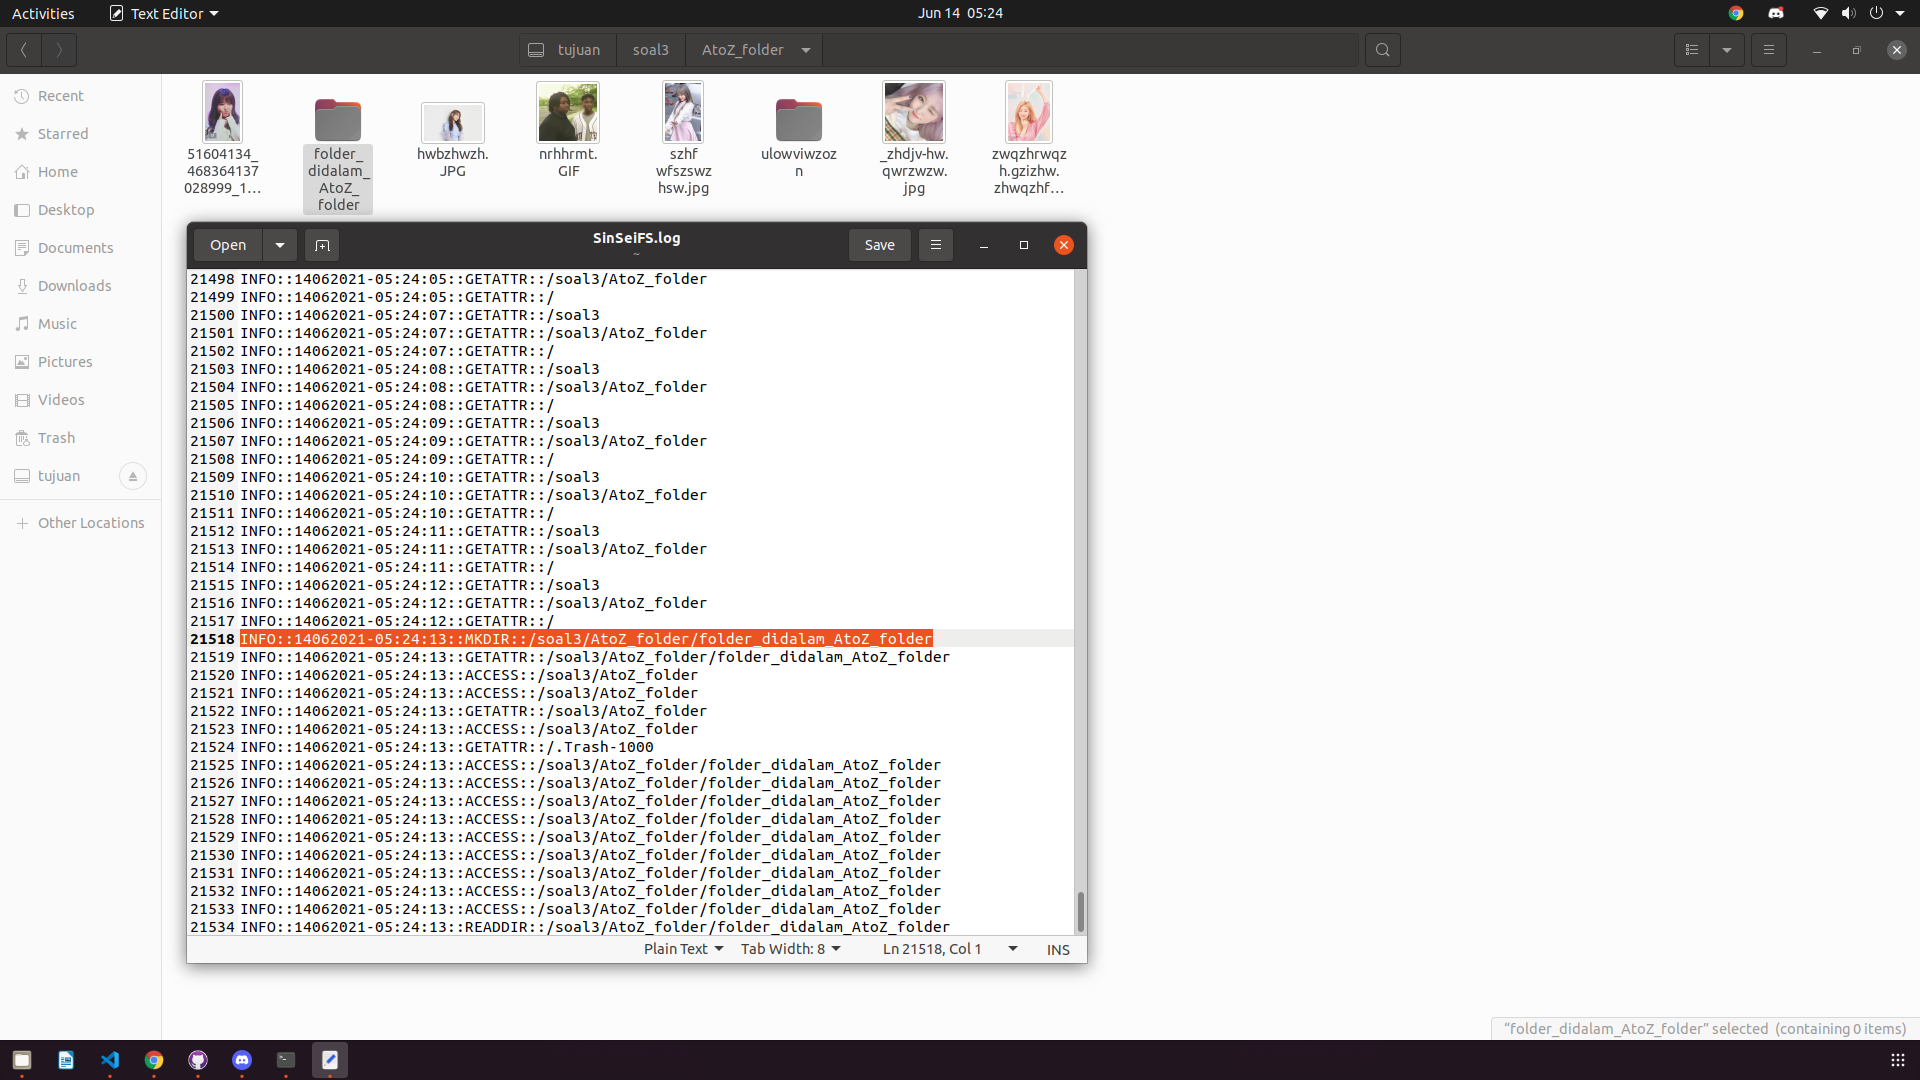 Activities
Text Editor
Jun 14 05:24
tujuan
soal3
AtoZ_folder
Recent
Starred
Home
Desktop
Documents
Downloads
Music
Pictures
Videos
Trash
tujuan
Other Locations
51604134_
468364137
028999_1…
folder_
didalam_
AtoZ_
folder
hwbzhwzh.
JPG
nrhhrmt.
GIF
szhf
wfszswz
hsw.jpg
ulowviwzoz
n
_zhdjv-hw.
qwrzwzw.
jpg
zwqzhrwqz
h.gzizhw.
zhwqzhf…
Open
SinSeiFS.log
~
Save
21498 INFO::14062021-05:24:05::GETATTR::/soal3/AtoZ_folder
21499 INFO::14062021-05:24:05::GETATTR::/
21500 INFO::14062021-05:24:07::GETATTR::/soal3
21501 INFO::14062021-05:24:07::GETATTR::/soal3/AtoZ_folder
21502 INFO::14062021-05:24:07::GETATTR::/
21503 INFO::14062021-05:24:08::GETATTR::/soal3
21504 INFO::14062021-05:24:08::GETATTR::/soal3/AtoZ_folder
21505 INFO::14062021-05:24:08::GETATTR::/
21506 INFO::14062021-05:24:09::GETATTR::/soal3
21507 INFO::14062021-05:24:09::GETATTR::/soal3/AtoZ_folder
21508 INFO::14062021-05:24:09::GETATTR::/
21509 INFO::14062021-05:24:10::GETATTR::/soal3
21510 INFO::14062021-05:24:10::GETATTR::/soal3/AtoZ_folder
21511 INFO::14062021-05:24:10::GETATTR::/
21512 INFO::14062021-05:24:11::GETATTR::/soal3
21513 INFO::14062021-05:24:11::GETATTR::/soal3/AtoZ_folder
21514 INFO::14062021-05:24:11::GETATTR::/
21515 INFO::14062021-05:24:12::GETATTR::/soal3
21516 INFO::14062021-05:24:12::GETATTR::/soal3/AtoZ_folder
21517 INFO::14062021-05:24:12::GETATTR::/
21518 INFO::14062021-05:24:13::MKDIR::/soal3/AtoZ_folder/folder_didalam_AtoZ_folder
21519 INFO::14062021-05:24:13::GETATTR::/soal3/AtoZ_folder/folder_didalam_AtoZ_folder
21520 INFO::14062021-05:24:13::ACCESS::/soal3/AtoZ_folder
21521 INFO::14062021-05:24:13::ACCESS::/soal3/AtoZ_folder
21522 INFO::14062021-05:24:13::GETATTR::/soal3/AtoZ_folder
21523 INFO::14062021-05:24:13::ACCESS::/soal3/AtoZ_folder
21524 INFO::14062021-05:24:13::GETATTR::/.Trash-1000
21525 INFO::14062021-05:24:13::ACCESS::/soal3/AtoZ_folder/folder_didalam_AtoZ_folder
21526 INFO::14062021-05:24:13::ACCESS::/soal3/AtoZ_folder/folder_didalam_AtoZ_folder
21527 INFO::14062021-05:24:13::ACCESS::/soal3/AtoZ_folder/folder_didalam_AtoZ_folder
21528 INFO::14062021-05:24:13::ACCESS::/soal3/AtoZ_folder/folder_didalam_AtoZ_folder
21529 INFO::14062021-05:24:13::ACCESS::/soal3/AtoZ_folder/folder_didalam_AtoZ_folder
21530 INFO::14062021-05:24:13::ACCESS::/soal3/AtoZ_folder/folder_didalam_AtoZ_folder
21531 INFO::14062021-05:24:13::ACCESS::/soal3/AtoZ_folder/folder_didalam_AtoZ_folder
21532 INFO::14062021-05:24:13::ACCESS::/soal3/AtoZ_folder/folder_didalam_AtoZ_folder
21533 INFO::14062021-05:24:13::ACCESS::/soal3/AtoZ_folder/folder_didalam_AtoZ_folder
21534 INFO::14062021-05:24:13::READDIR::/soal3/AtoZ_folder/folder_didalam_AtoZ_folder
Plain Text
Tab Width: 8
Ln 21518, Col 1
INS
“folder_didalam_AtoZ_folder” selected (containing 0 items)